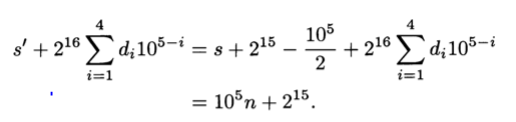 $$s' + 2^{16} \sum_{i=1}^{4} d_i 10^{5-i} = s + 2^{15} - \frac{10^5}{2} + 2^{16} \sum_{i=1}^{4} d_i 10^{5-i}$$
$$= 10^5 n + 2^{15}.$$